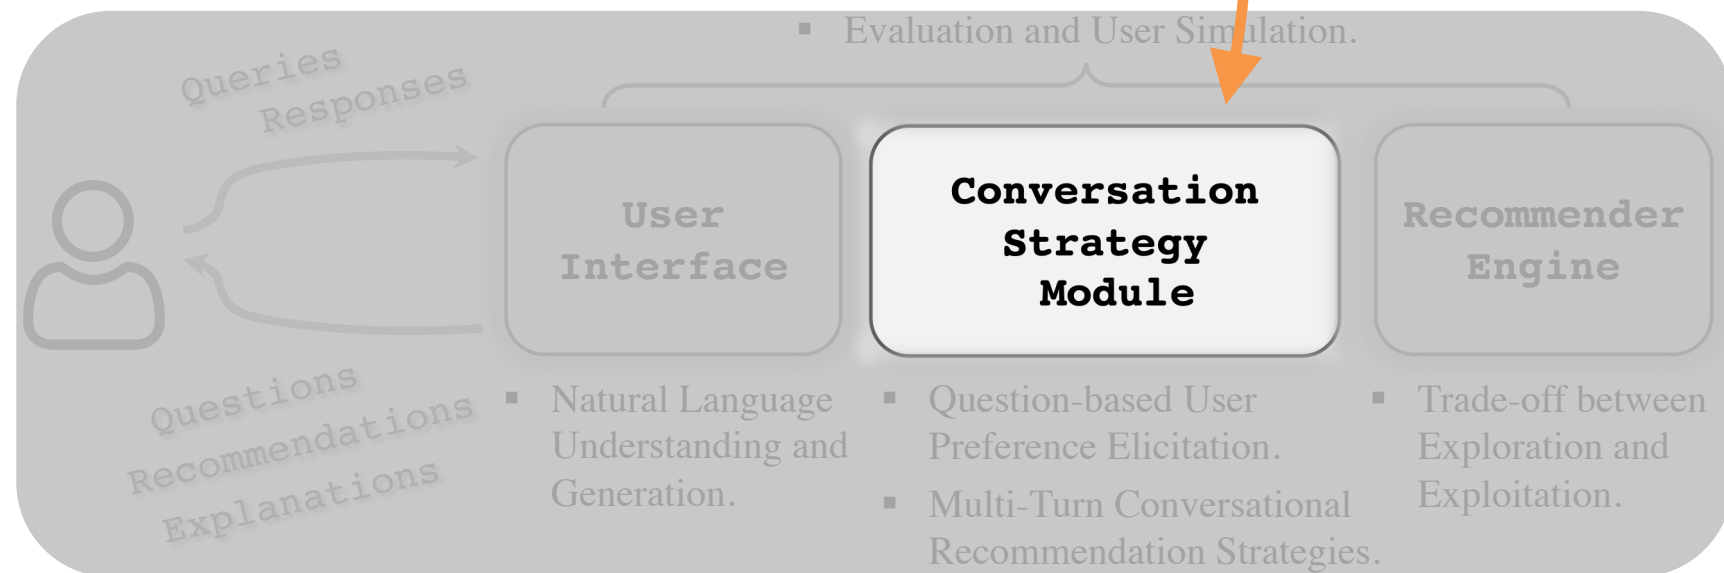 ▪ Evaluation and User Simulation.
Queries
Responses
User
Interface
Conversation
Strategy
Module
Recommender
Engine
Questions
Recommendations
Explanations
▪ Natural Language
Understanding and
Generation.
▪ Question-based User
Preference Elicitation.
▪ Multi-Turn Conversational
Recommendation Strategies.
▪ Trade-off between
Exploration and
Exploitation.